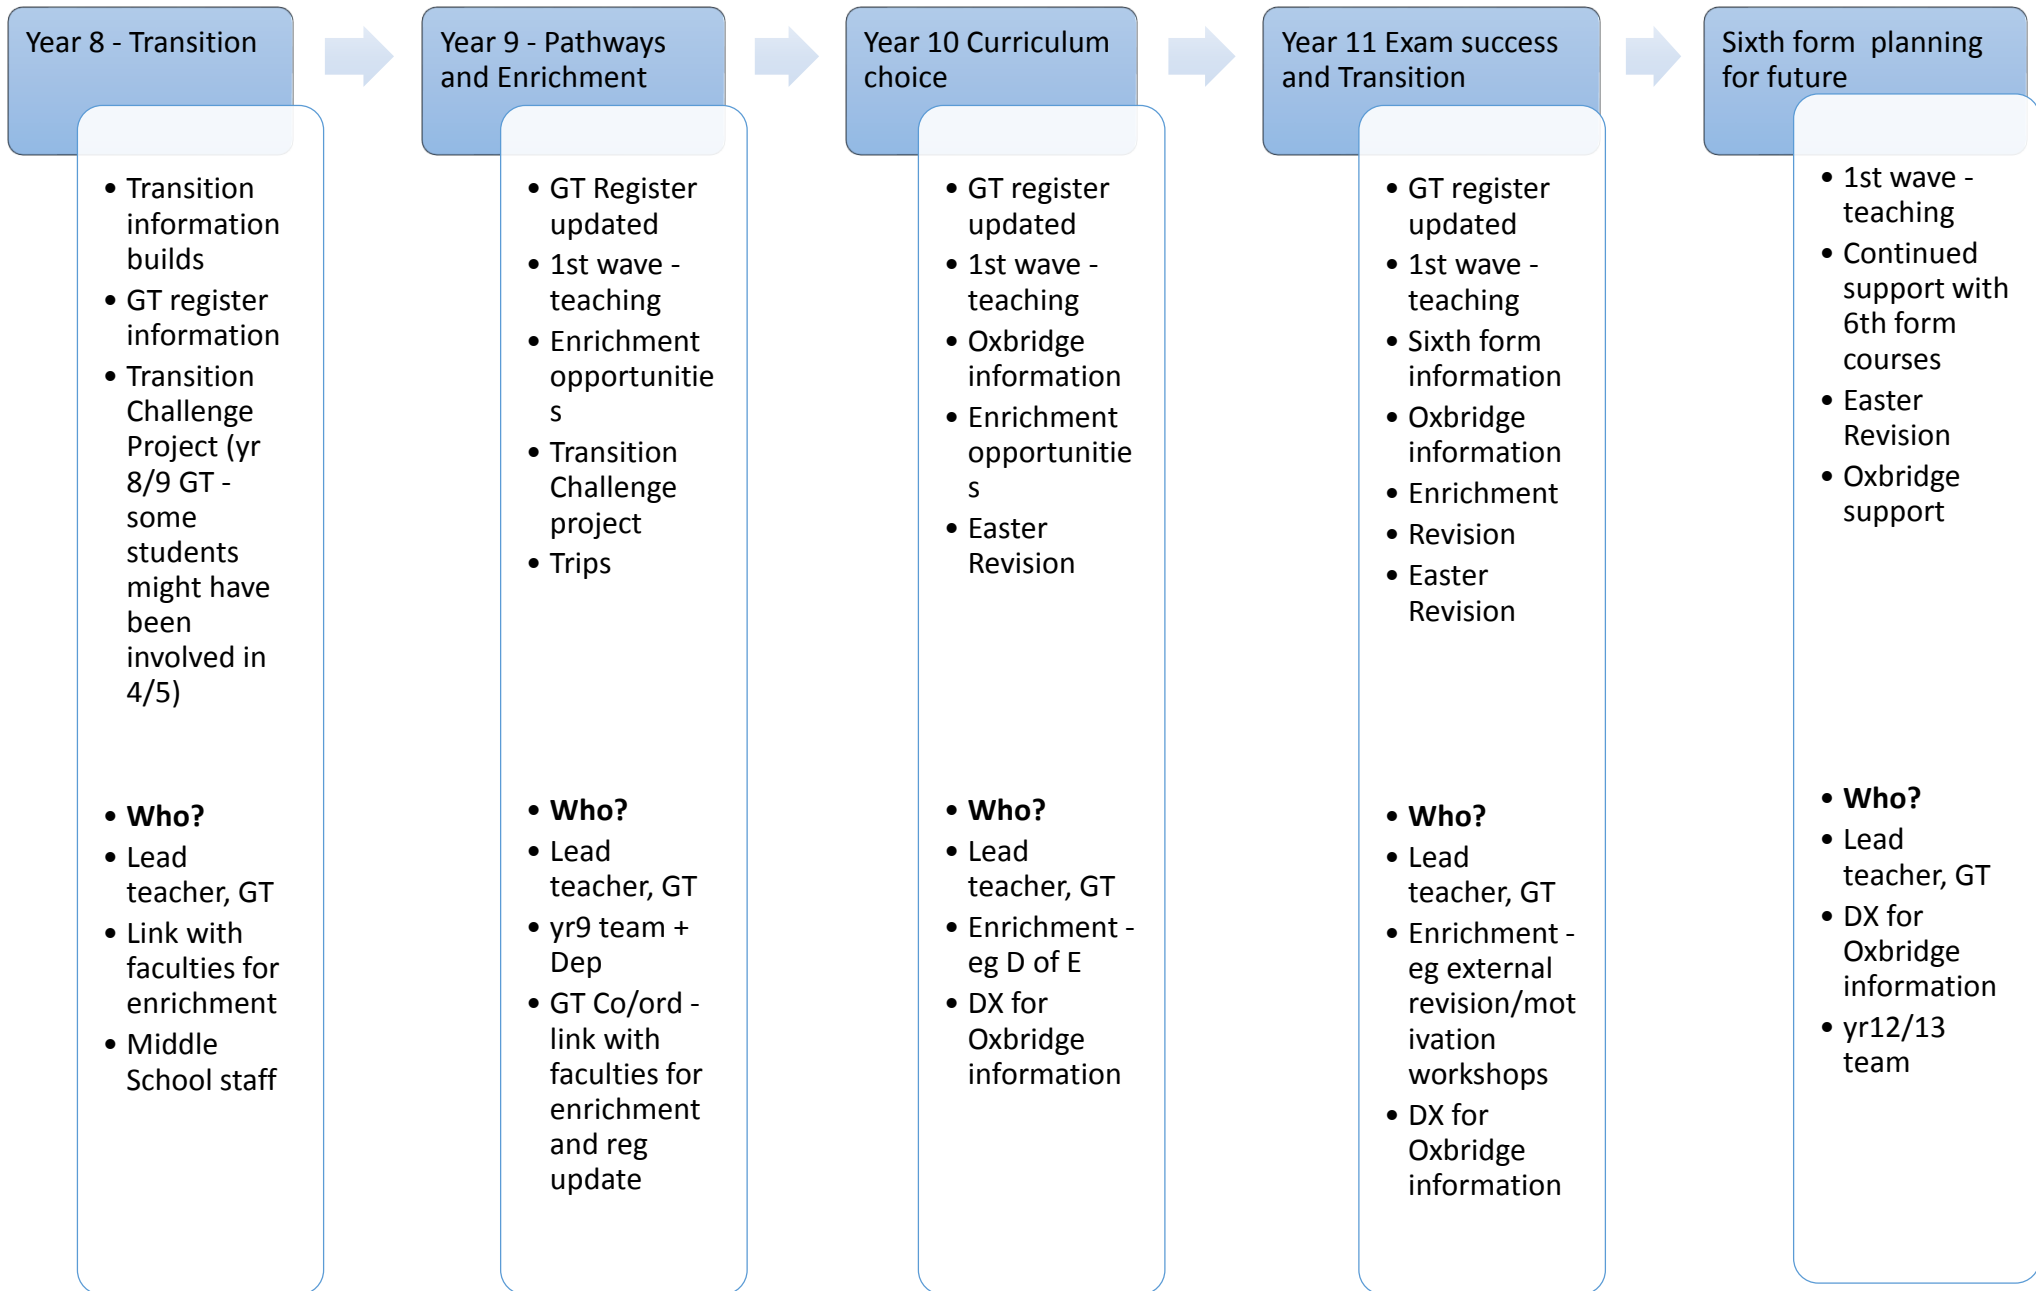 Year 8 - Transition
• Transition
information
builds
• GT register
information
• Transition
Challenge
Project (yr
8/9 GT -
some
students
might have
been
involved in
4/5)
• Who?
• Lead
teacher, GT
• Link with
faculties for
enrichment
• Middle
School staff
Year 9 - Pathways
and Enrichment
• GT Register
updated
• 1st wave -
teaching
• Enrichment
opportunitie
s
• Transition
Challenge
project
• Trips
• Who?
• Lead
teacher, GT
• yr9 team +
Dep
• GT Co/ord -
link with
faculties for
enrichment
and reg
update
Year 10 Curriculum
choice
• GT register
updated
• 1st wave -
teaching
• Oxbridge
information
• Enrichment
opportunitie
s
• Easter
Revision
• Who?
• Lead
teacher, GT
• Enrichment -
eg D of E
• DX for
Oxbridge
information
Year 11 Exam success
and Transition
• GT register
updated
• 1st wave -
teaching
• Sixth form
information
• Oxbridge
information
• Enrichment
• Revision
• Easter
Revision
• Who?
• Lead
teacher, GT
• Enrichment -
eg external
revision/mot
ivation
workshops
• DX for
Oxbridge
information
Sixth form  planning
for future
• 1st wave -
teaching
• Continued
support with
6th form
courses
• Easter
Revision
• Oxbridge
support
• Who?
• Lead
teacher, GT
• DX for
Oxbridge
information
• yr12/13
team